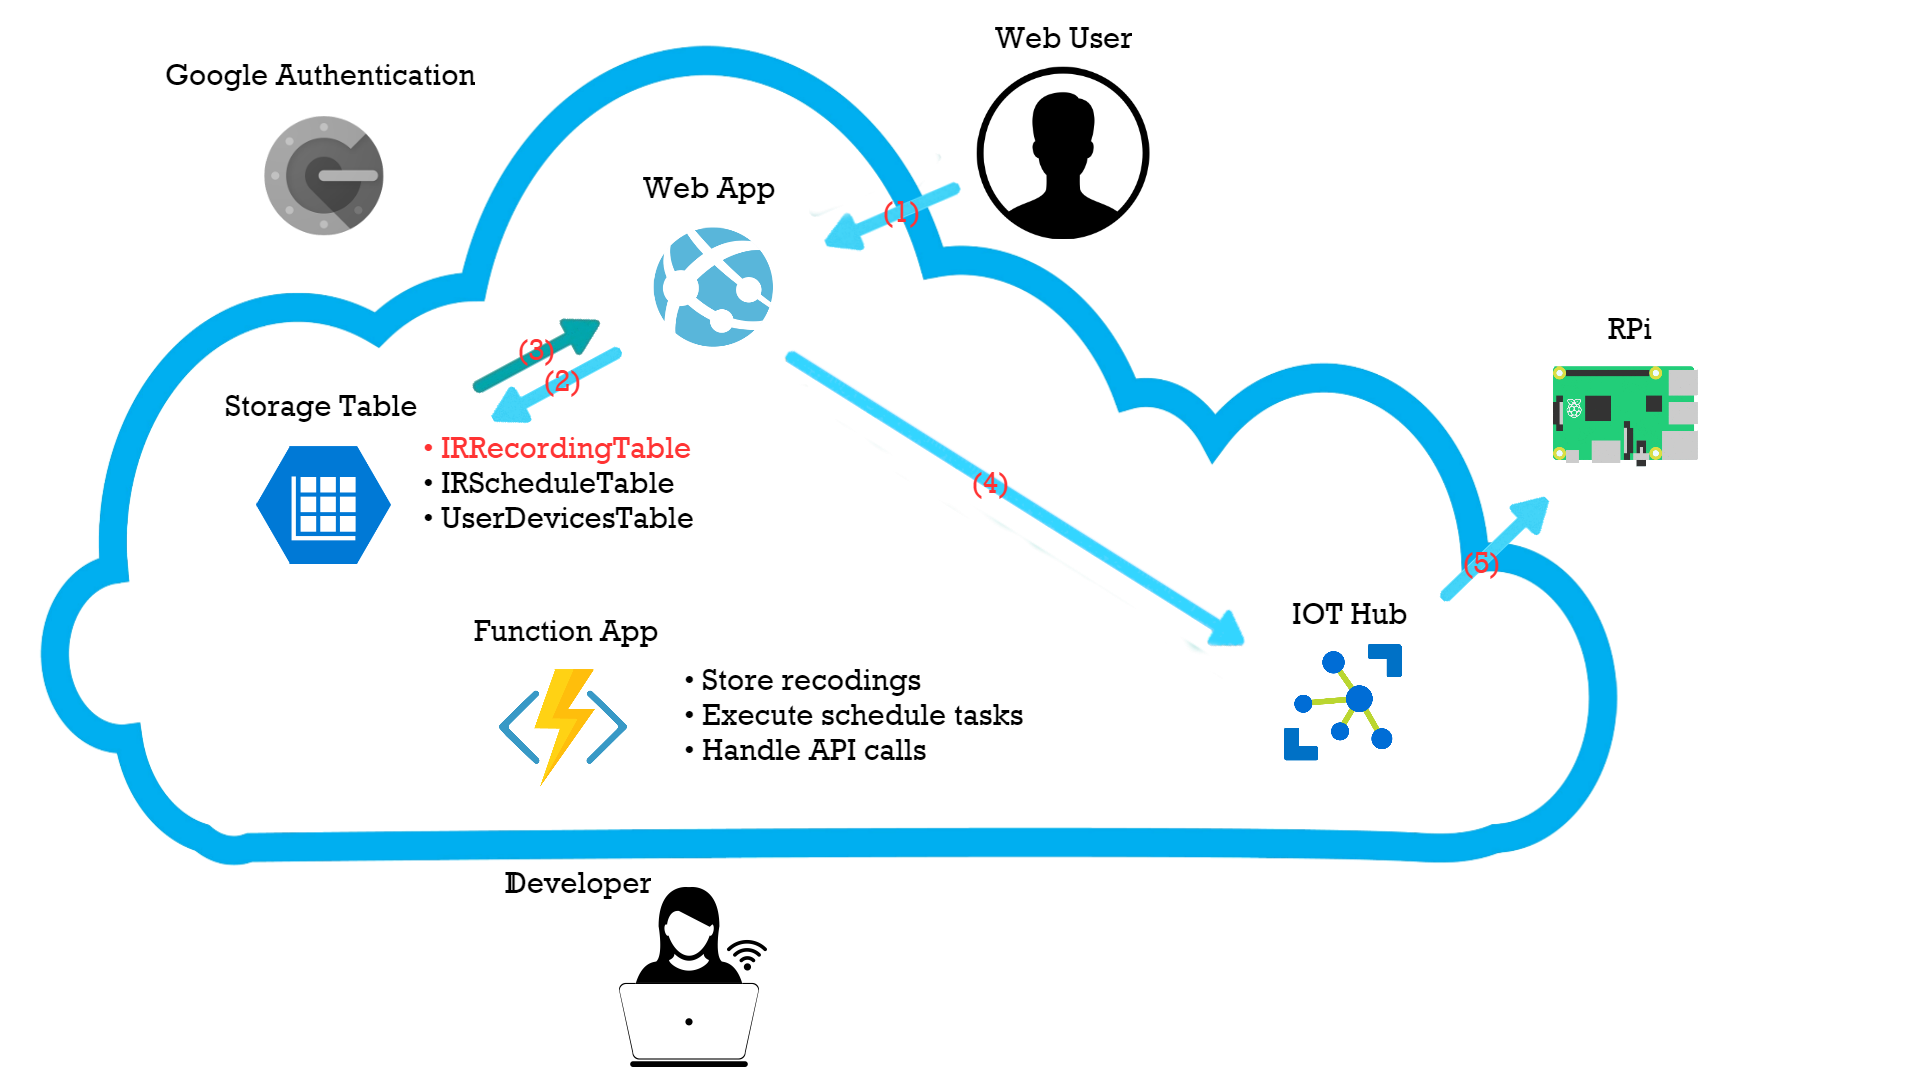 Web User
Google Authentication
Web App
(1)
RPi
(3)
(2)
Storage Table
• IRRecordingTable
• IRScheduleTable
• UserDevicesTable
(4)
(5)
IOT Hub
Function App
• Store recodings
• Execute schedule tasks
• Handle API calls
Developer